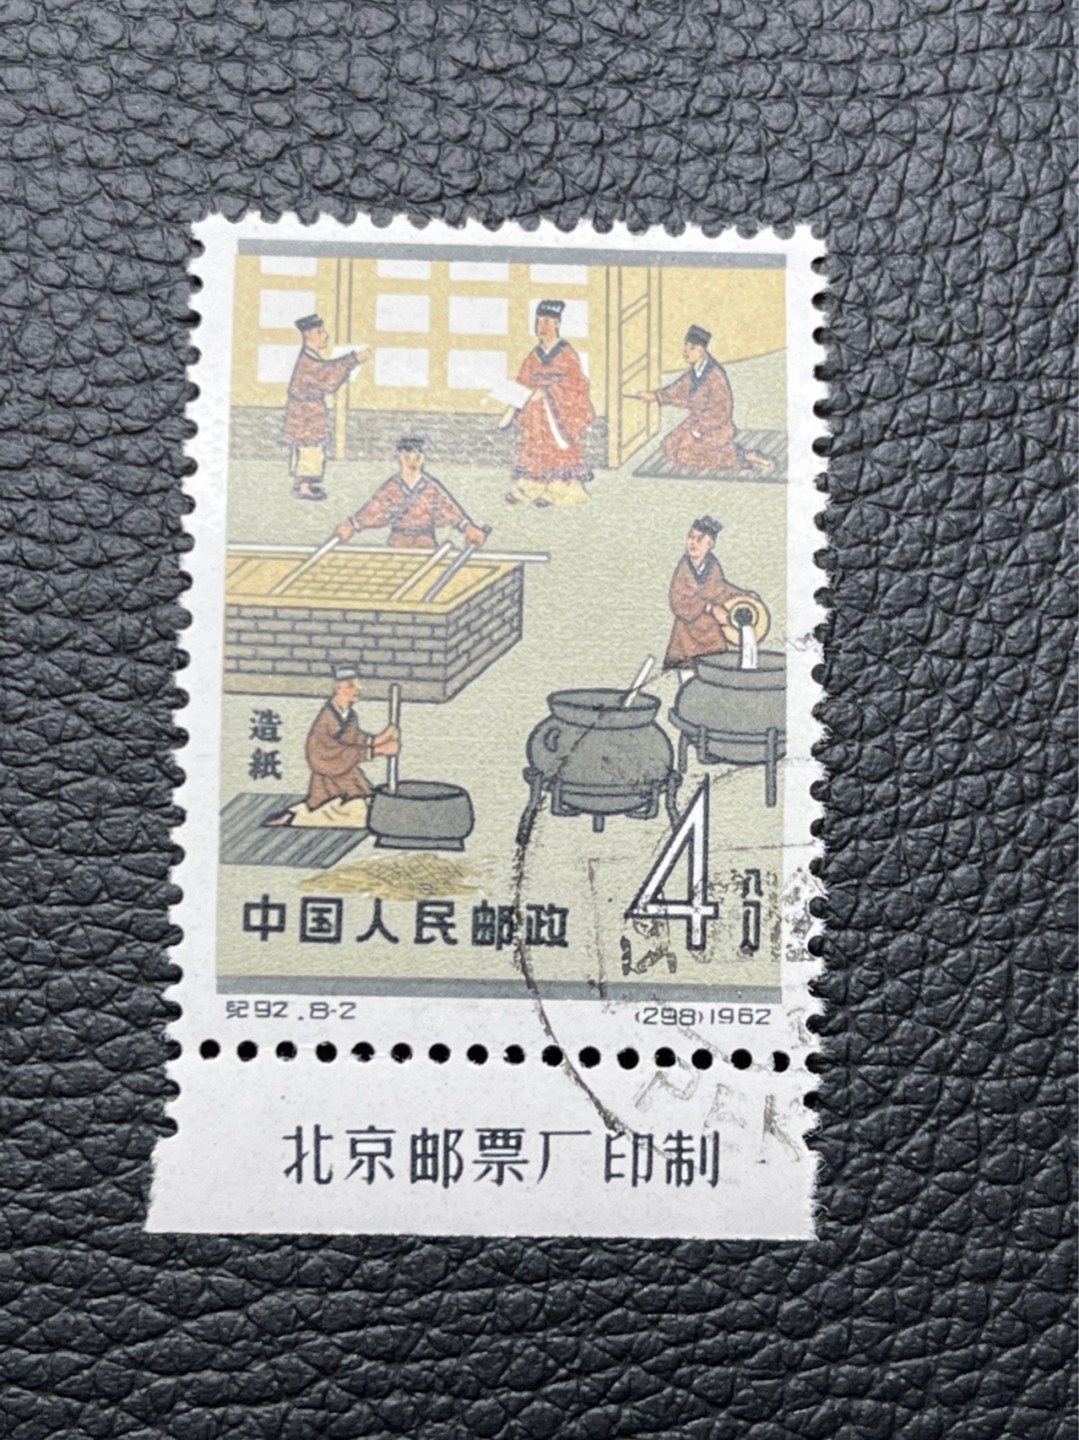 造紙
中国人民邮政
4分
纪92.8-2
(298)1962
北京邮票厂印制